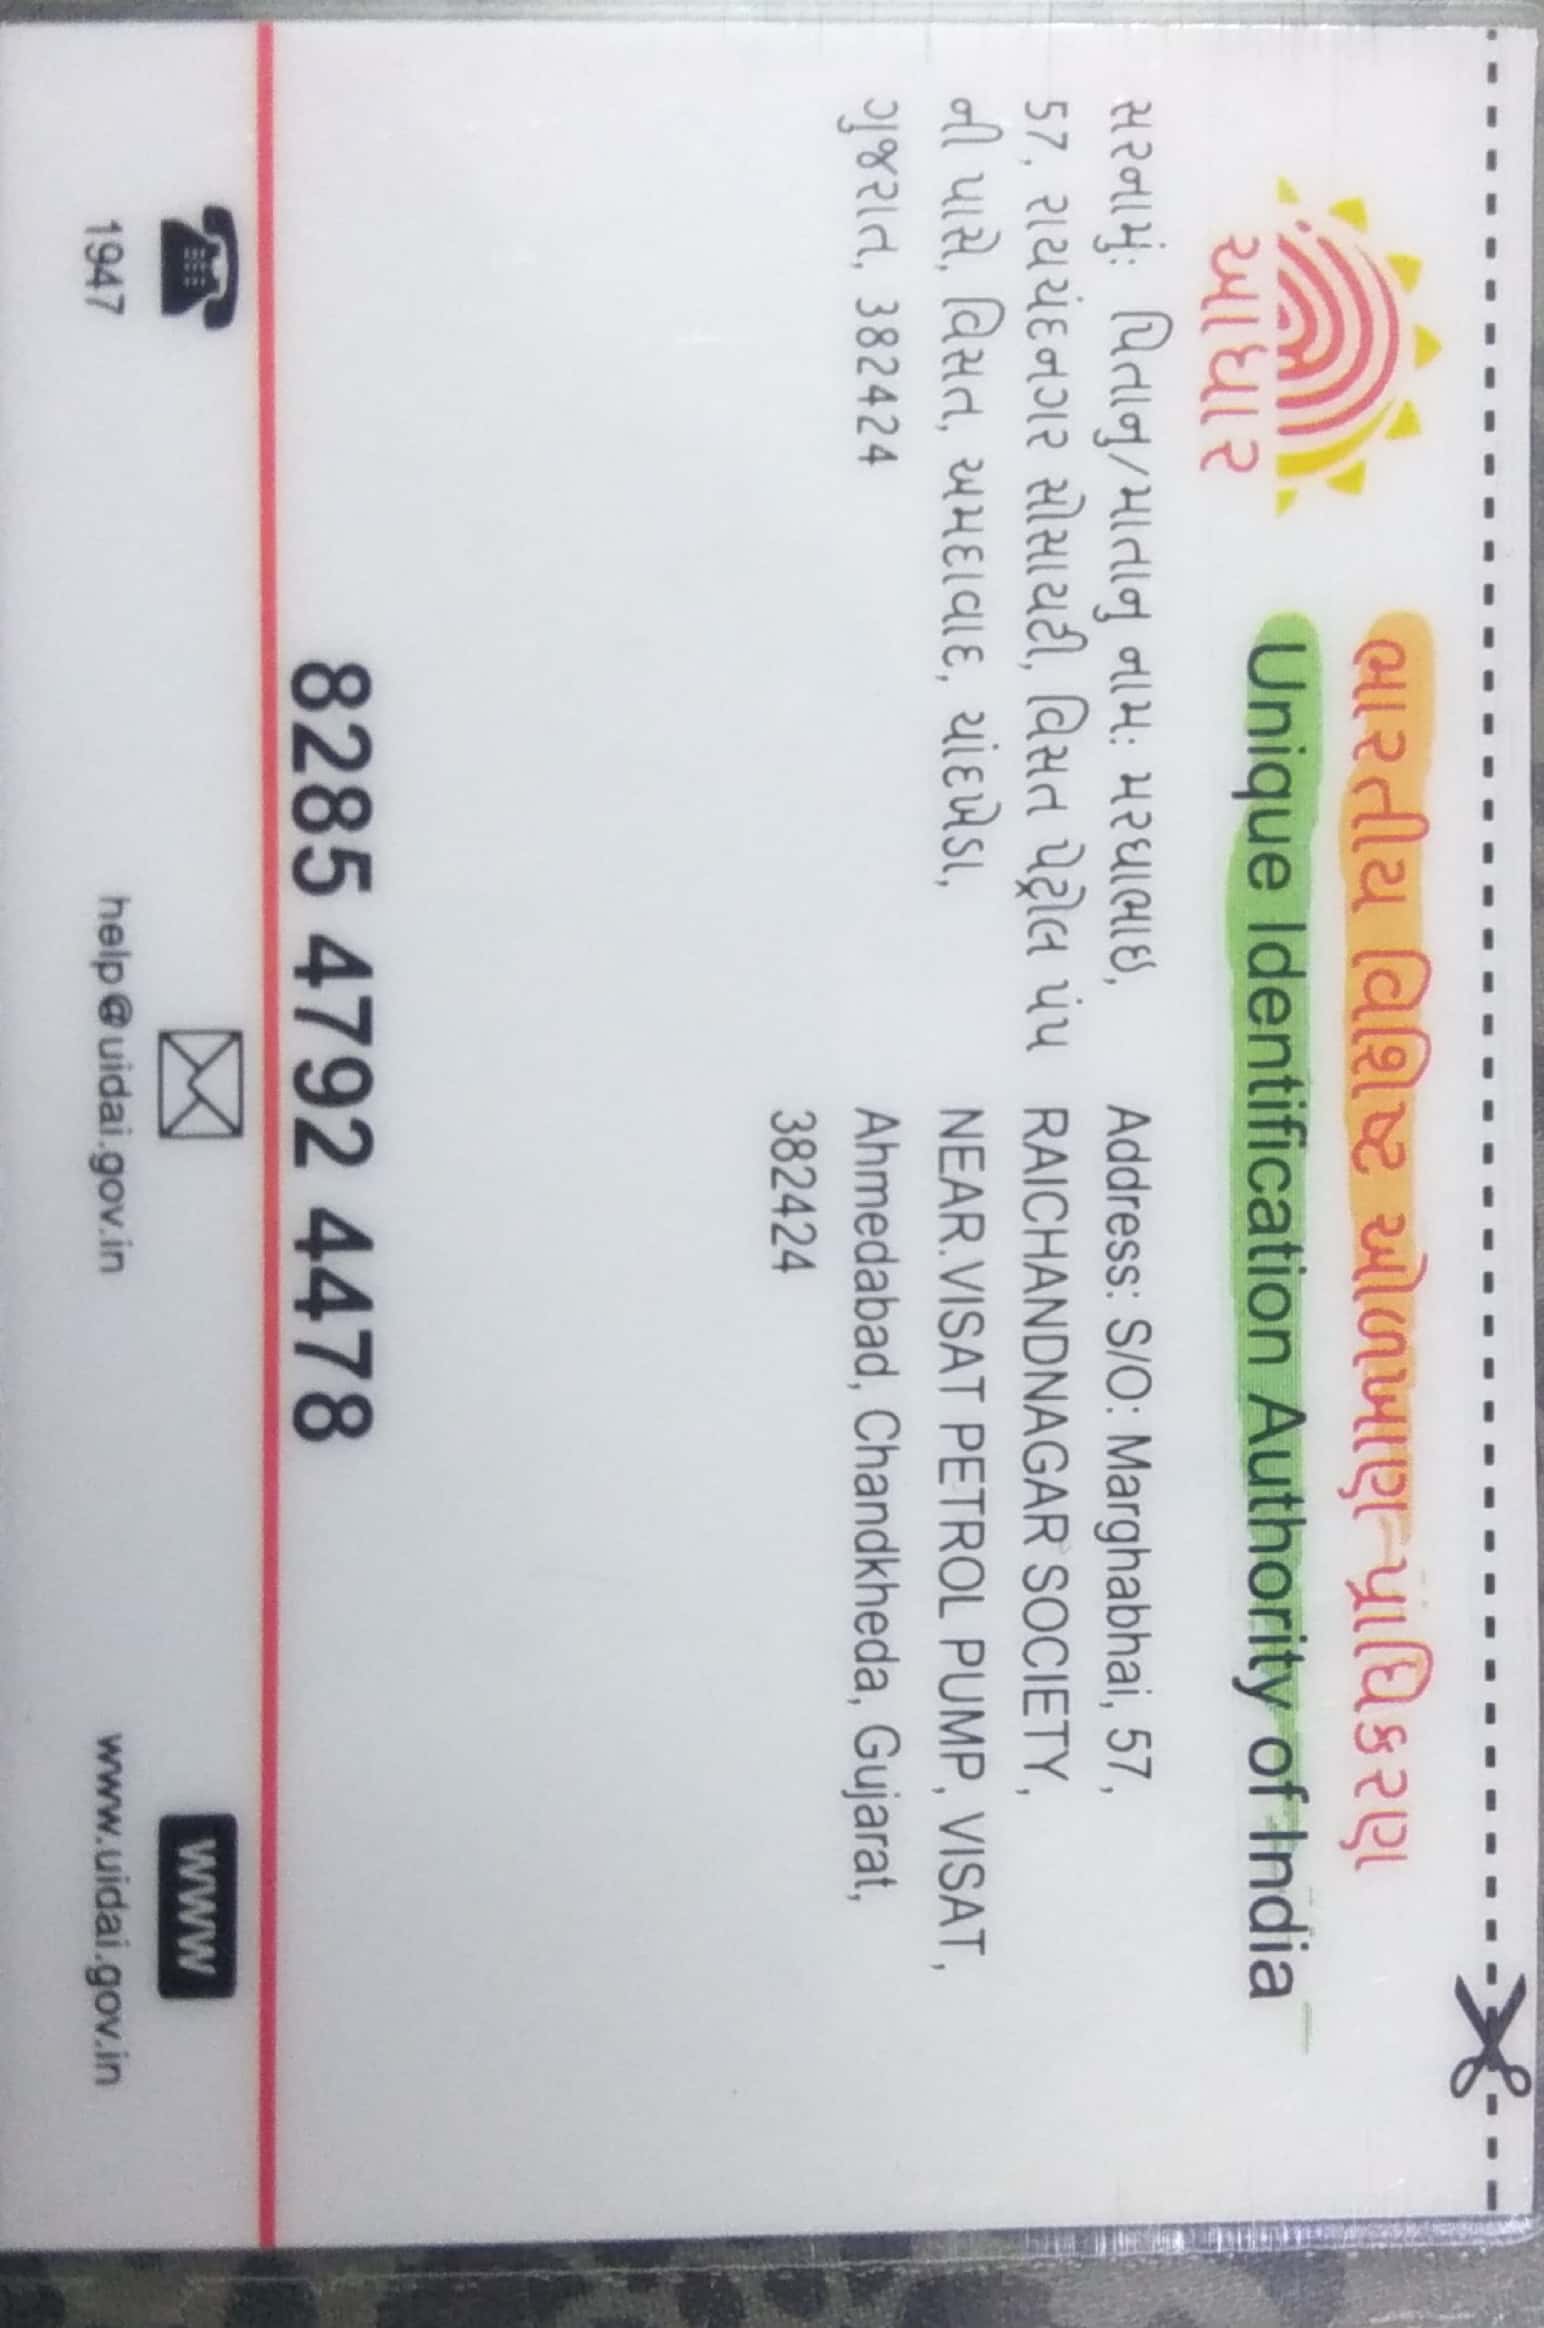 ભારતીય વિશિષ્ટ ઓળખાણ પ્રાધિકરણ
Unique Identification Authority of India
આધાર
સરનામું: પિતાનુ/માતાનુ નામ: મરઘાભાઇ,
57, રાયચંદનગર સોસાયટી, વિસત પેટ્રોલ પંપ
ની પાસે, વિસત, અમદાવાદ, ચાંદખેડા,
ગુજરાત, 382424
Address: S/O: Marghabhai, 57,
RAICHANDNAGAR SOCIETY,
NEAR.VISAT PETROL PUMP, VISAT,
Ahmedabad, Chandkheda, Gujarat,
382424
8285 4792 4478
1947
help@uidai.gov.in
www
www.uidai.gov.in